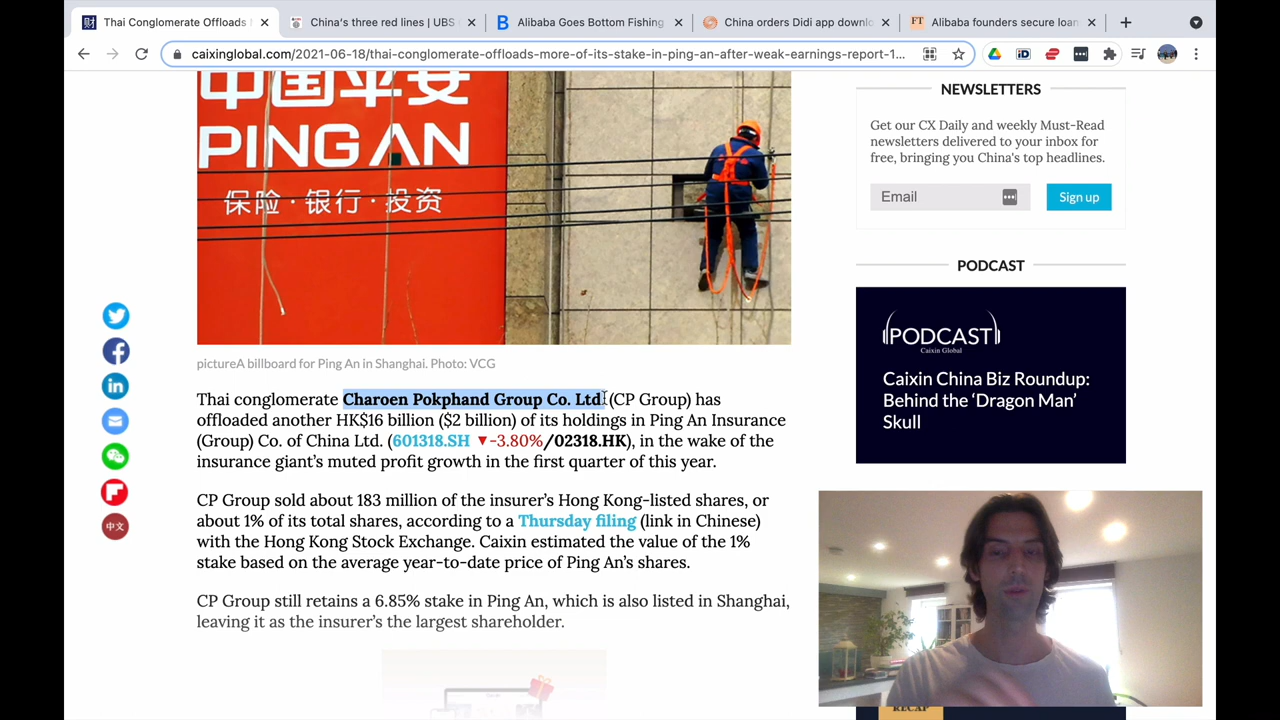 Thai Conglomerate Offloads
China's three red lines | UBS
Alibaba Goes Bottom Fishing
China orders Didi app downlo
Alibaba founders secure loan
caixinglobal.com/2021-06-18/thai-conglomerate-offloads-more-of-its-stake-in-ping-an-after-weak-earnings-report-1...
中国平安
PING AN
保险·银行·投资
pictureA billboard for Ping An in Shanghai. Photo: VCG
Thai conglomerate Charoen Pokphand Group Co. Ltd. (CP Group) has
offloaded another HK$16 billion ($2 billion) of its holdings in Ping An Insurance
(Group) Co. of China Ltd. (601318.SH ▼-3.80%/02318.HK), in the wake of the
insurance giant's muted profit growth in the first quarter of this year.
CP Group sold about 183 million of the insurer's Hong Kong-listed shares, or
about 1% of its total shares, according to a Thursday filing (link in Chinese)
with the Hong Kong Stock Exchange. Caixin estimated the value of the 1%
stake based on the average year-to-date price of Ping An's shares.
CP Group still retains a 6.85% stake in Ping An, which is also listed in Shanghai,
leaving it as the insurer's the largest shareholder.
中文
NEWSLETTERS
Get our CX Daily and weekly Must-Read
newsletters delivered to your inbox for
free, bringing you China's top headlines.
Email
Sign up
PODCAST
PODCAST
Caixin Global
Caixin China Biz Roundup:
Behind the 'Dragon Man'
Skull
RECAP